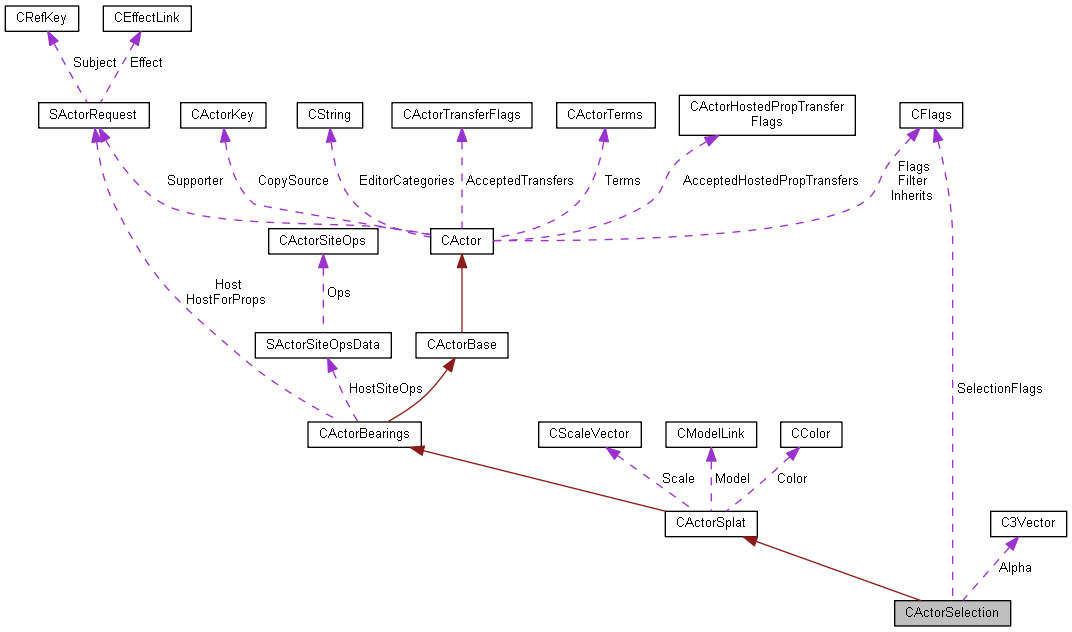 CRefKey
CEffectLink
Subject
Effect
SActorRequest
CActorKey
CString
CActorTransferFlags
CActorTerms
CActorHostedPropTransfer
Flags
CFlags
Supporter
CopySource
EditorCategories
AcceptedTransfers
Terms
AcceptedHostedPropTransfers
Flags
Filter
Inherits
CActorSiteOps
CActor
Host
HostForProps
Ops
SActorSiteOpsData
CActorBase
HostSiteOps
SelectionFlags
CActorBearings
CScaleVector
CModelLink
CColor
Scale
Model
Color
CActorSplat
C3Vector
Alpha
CActorSelection